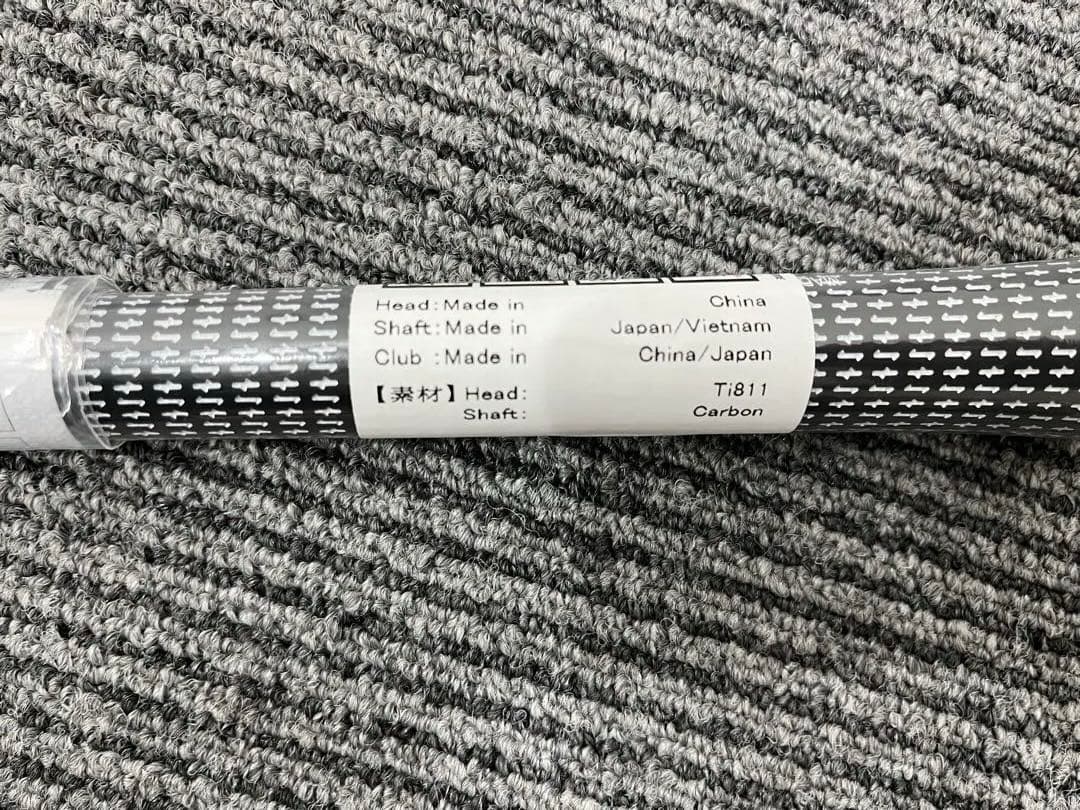 Head:Made in China
Shaft:Made in Japan/Vietnam
Club :Made in China/Japan
【素材】Head: Ti811
Shaft: Carbon